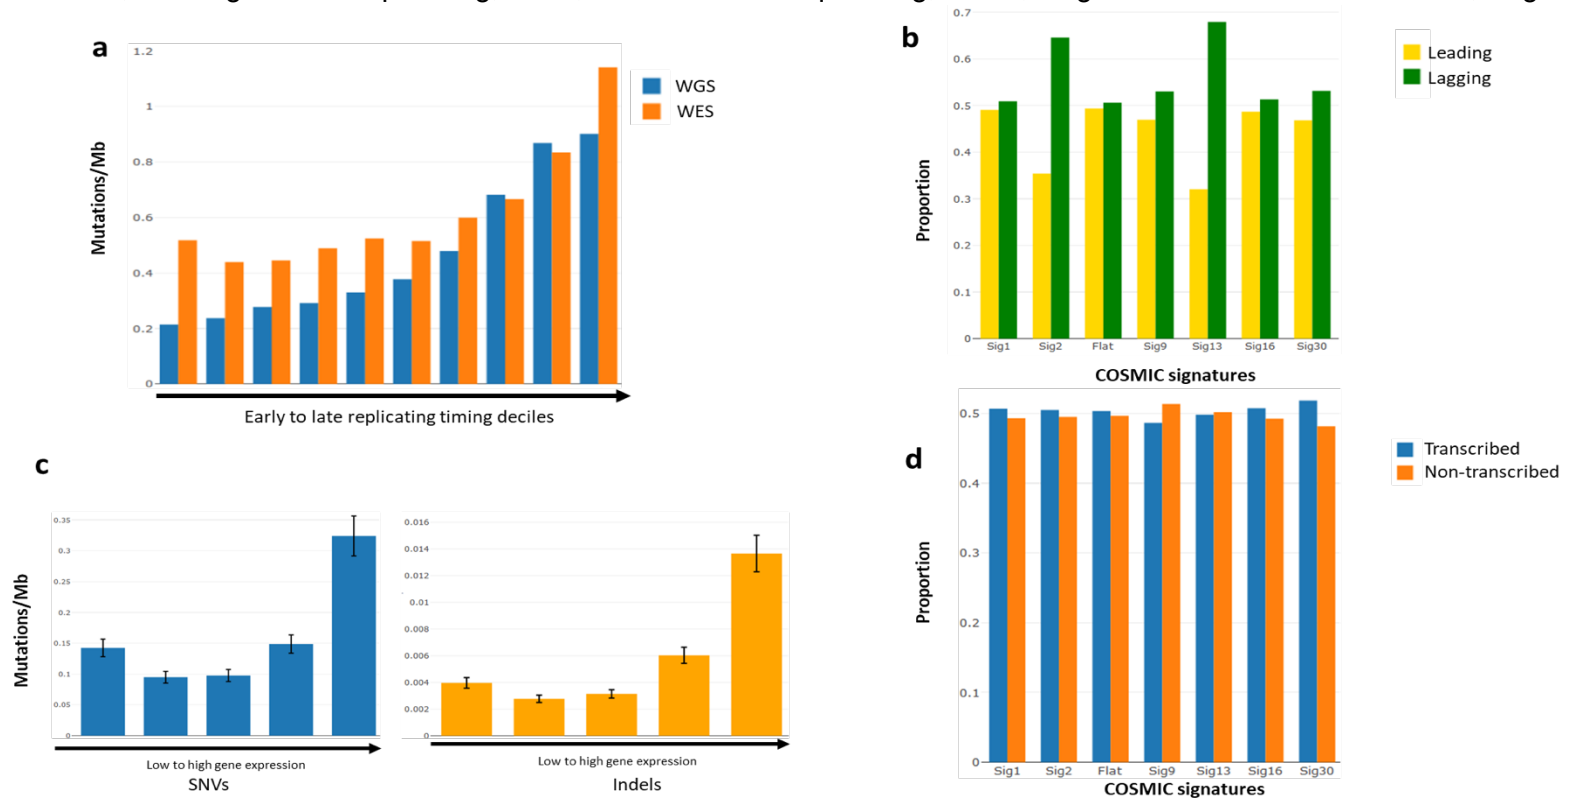 a
1.2
1
0.8
0.6
0.4
0.2
0
Mutations/Mb
WGS
WES
Early to late replicating timing deciles
b
0.7
0.6
0.5
0.4
0.3
0.2
0.1
0
Proportion
Sig1 Sig2 Flat Sig9 Sig13 Sig16 Sig30
COSMIC signatures
Leading
Lagging
c
Mutations/Mb
0.35
0.3
0.25
0.2
0.15
0.1
0.05
0
Low to high gene expression
SNVs
0.016
0.014
0.012
0.01
0.008
0.006
0.004
0.002
0
Low to high gene expression
Indels
d
0.5
0.4
0.3
0.2
0.1
0
Proportion
Sig1 Sig2 Flat Sig9 Sig13 Sig16 Sig30
COSMIC signatures
Transcribed
Non-transcribed